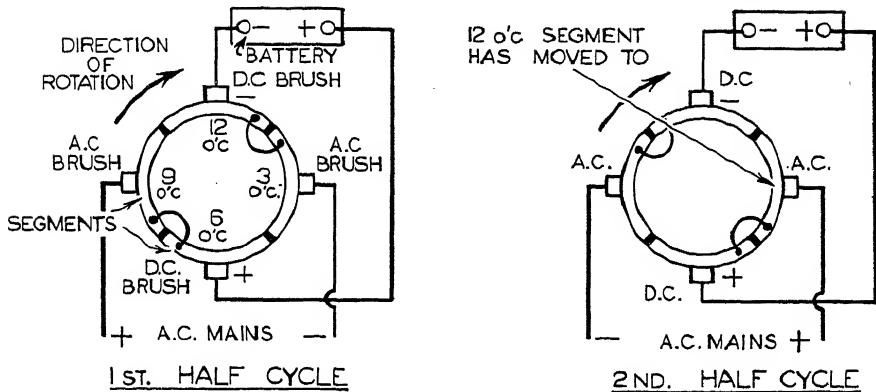 - +
BATTERY
DIRECTION
OF
ROTATION
D.C BRUSH
-
A.C
BRUSH
12
O'C
9
O'C
3
O'C.
6
O'C
A.C
BRUSH
SEGMENTS
D.C.
BRUSH
+
+ A.C. MAINS -
1ST. HALF CYCLE
12 O'C SEGMENT
HAS MOVED TO
- +
D.C
-
A.C.
A.C.
+
D.C.
- A.C. MAINS +
2ND. HALF CYCLE